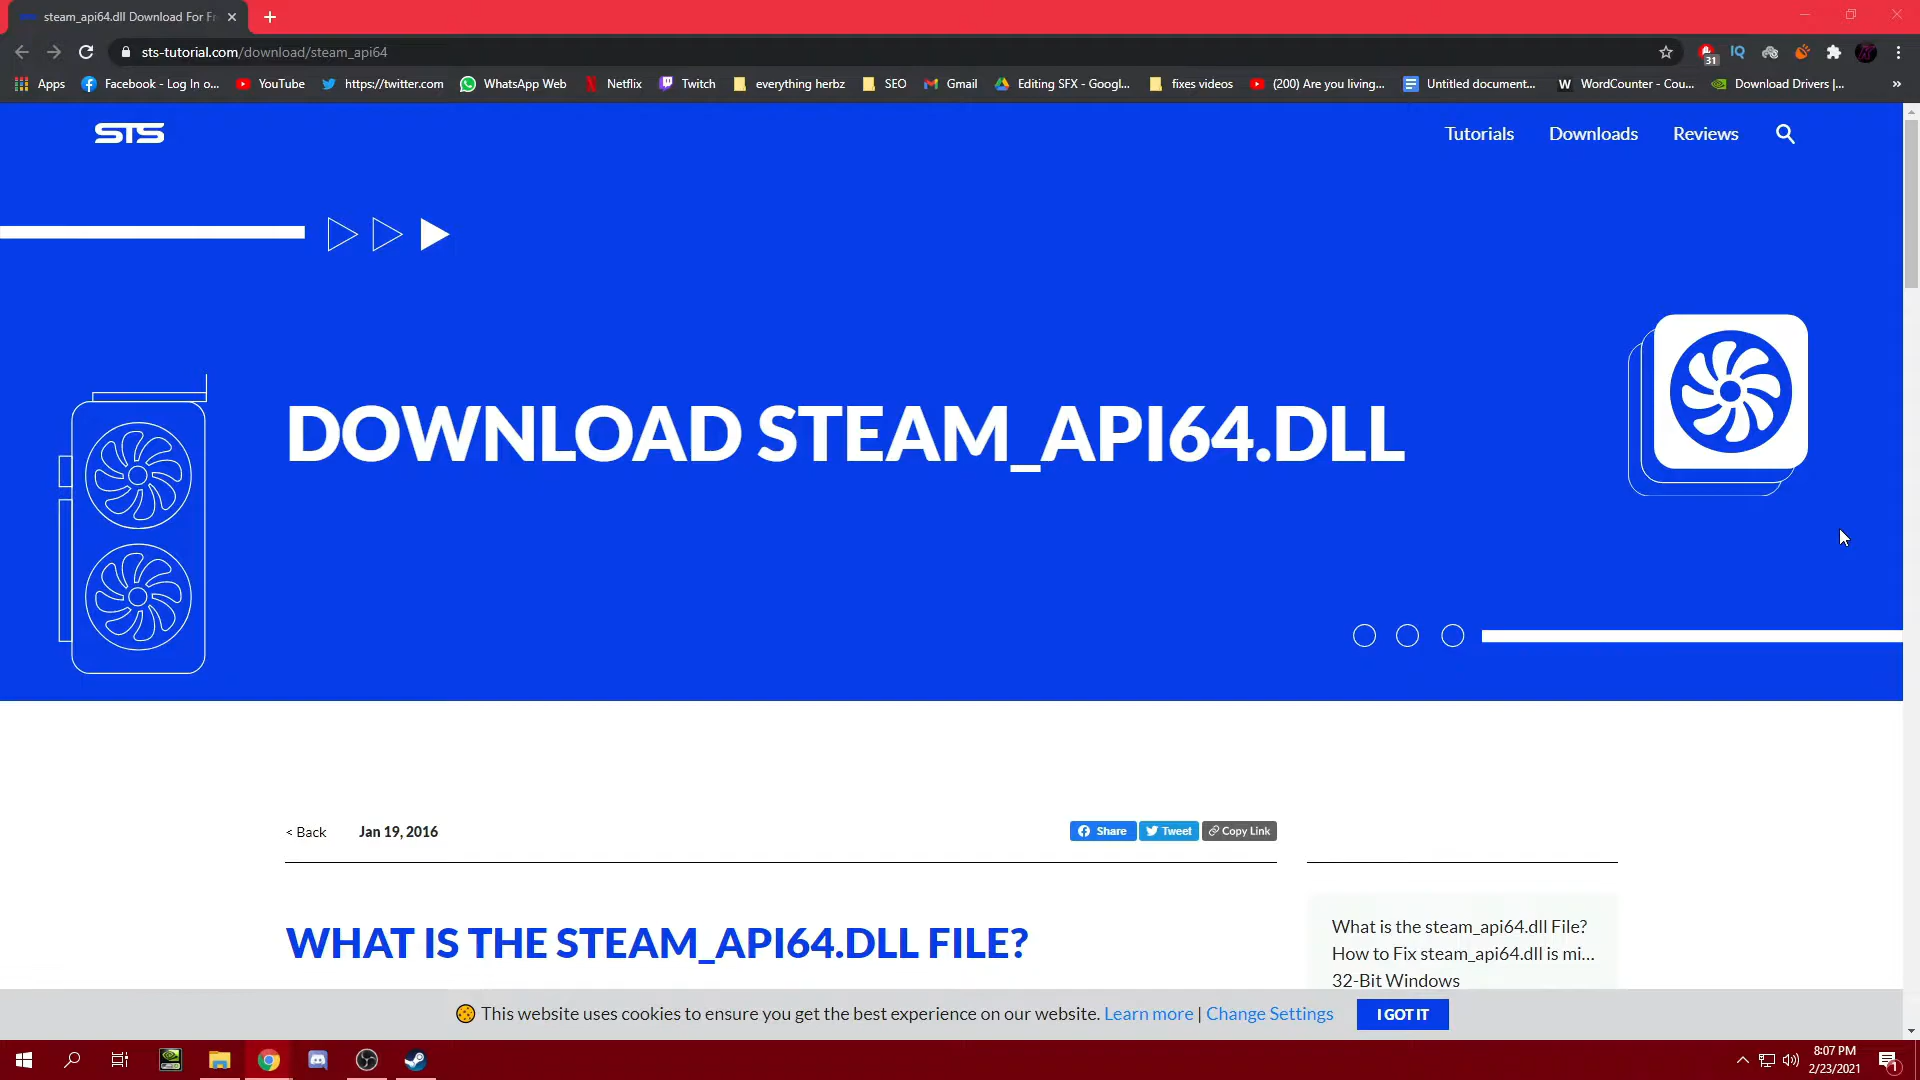 steam_api64.dll Download For Fr
sts-tutorial.com/download/steam_api64
31
IQ
Apps
Facebook - Log In o...
YouTube
https://twitter.com
WhatsApp Web
Netflix
Twitch
everything herbz
SEO
Gmail
Editing SFX - Googl...
fixes videos
(200) Are you living...
Untitled document...
W WordCounter - Cou...
Download Drivers |...
»
STS
Tutorials
Downloads
Reviews
DOWNLOAD STEAM_API64.DLL
< Back
Jan 19, 2016
Share
Tweet
Copy Link
WHAT IS THE STEAM_API64.DLL FILE?
What is the steam_api64.dll File?
How to Fix steam_api64.dll is mi...
32-Bit Windows
This website uses cookies to ensure you get the best experience on our website. Learn more | Change Settings
I GOT IT
8:07 PM
2/23/2021
1